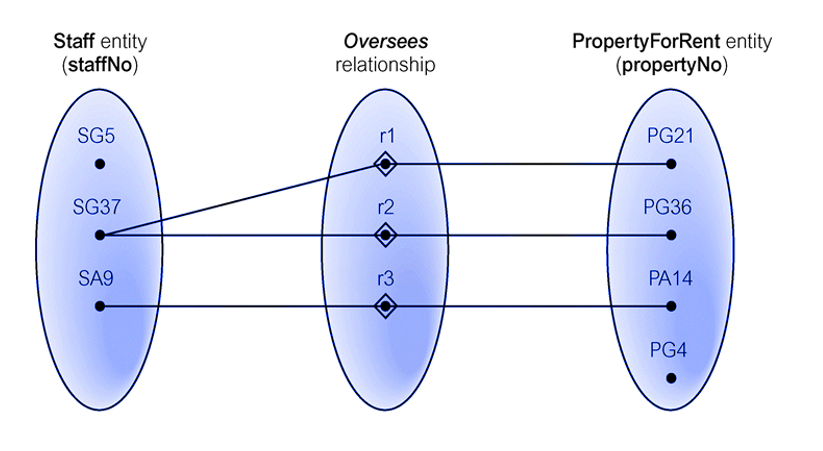 Staff entity
(staffNo)
Oversees
relationship
PropertyForRent entity
(propertyNo)
SG5
r1
PG21
SG37
r2
PG36
SA9
r3
PA14
PG4